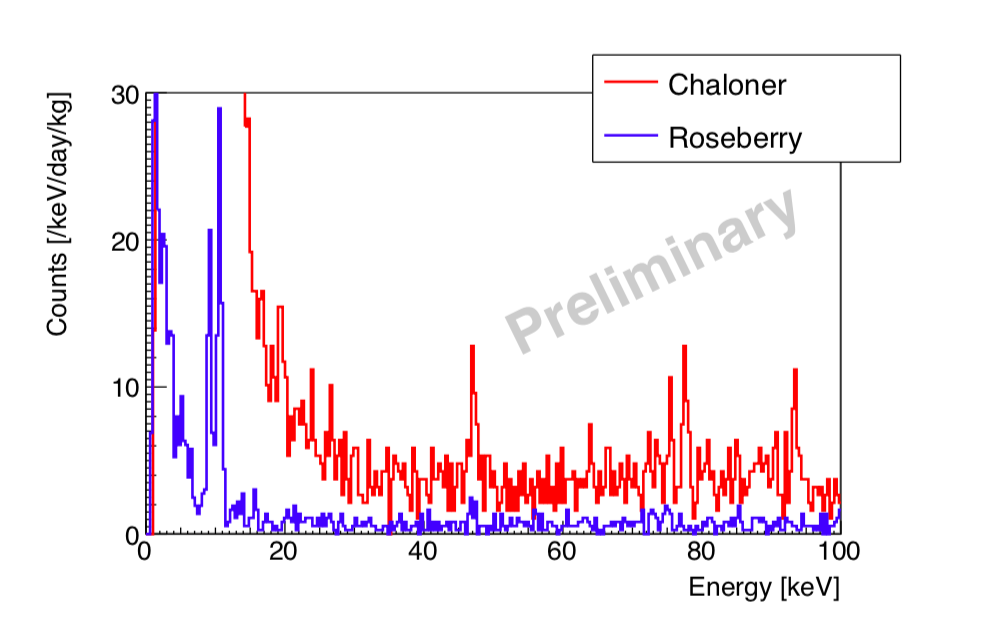 Chaloner
Roseberry
Counts [/keV/day/kg]
30
20
10
0
Preliminary
0 20 40 60 80 100
Energy [keV]